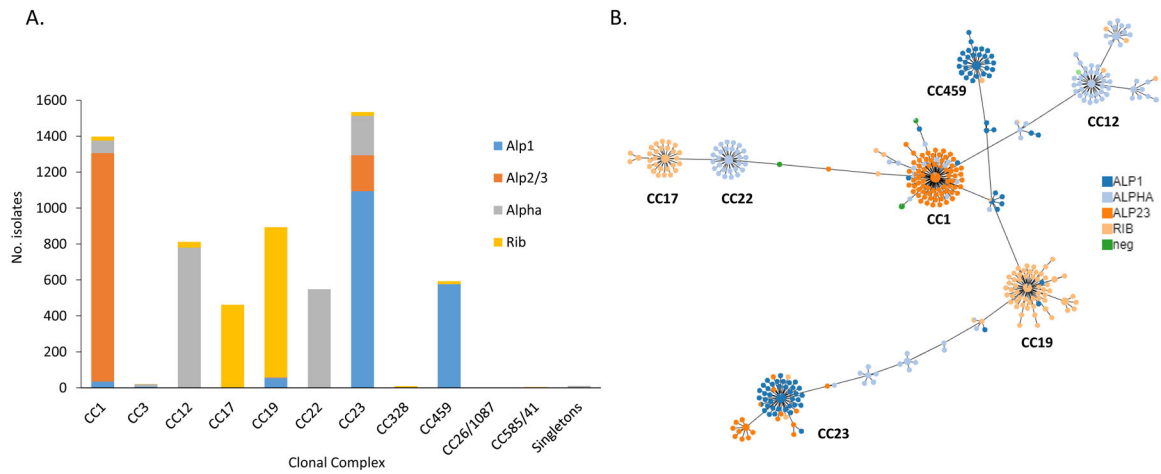 A.
No. isolates
1600
1400
1200
1000
800
600
400
200
0
CC1
CC3
CC12
CC17
CC19
CC22
CC23
CC328
CC459
CC26/1087
CC585/41
Singletons
Clonal Complex
Alp1
Alp2/3
Alpha
Rib
B.
CC459
CC12
CC17
CC22
CC1
CC19
CC23
ALP1
ALPHA
ALP23
RIB
neg